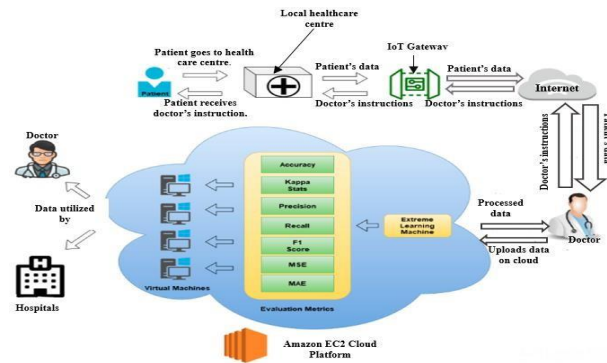 Local healthcare
centre
IoT Gateway
Patient goes to health
care centre.
Patient's data
Patient's data
Patient
Patient receives
doctor's instruction.
Doctor's instructions
Doctor's instructions
Internet
Doctor's instructions
Patient's data
Doctor
Data utilized
by
Hospitals
Accuracy
Kappa
Stats
Precision
Recall
F1
Score
MSE
MAE
Evaluation Metrics
Virtual Machines
Extreme
Learning
Machine
Processed
data
Uploads data
on cloud
Doctor
Amazon EC2 Cloud
Platform